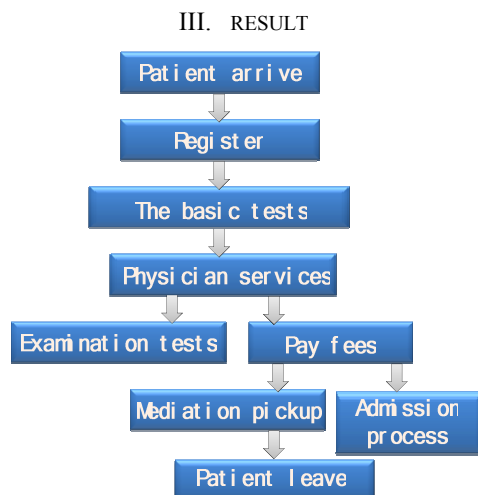 III. RESULT
Patient arrive
Register
The basic tests
Physician services
Examination tests
Pay fees
Mediation pickup
Admission
process
Patient leave